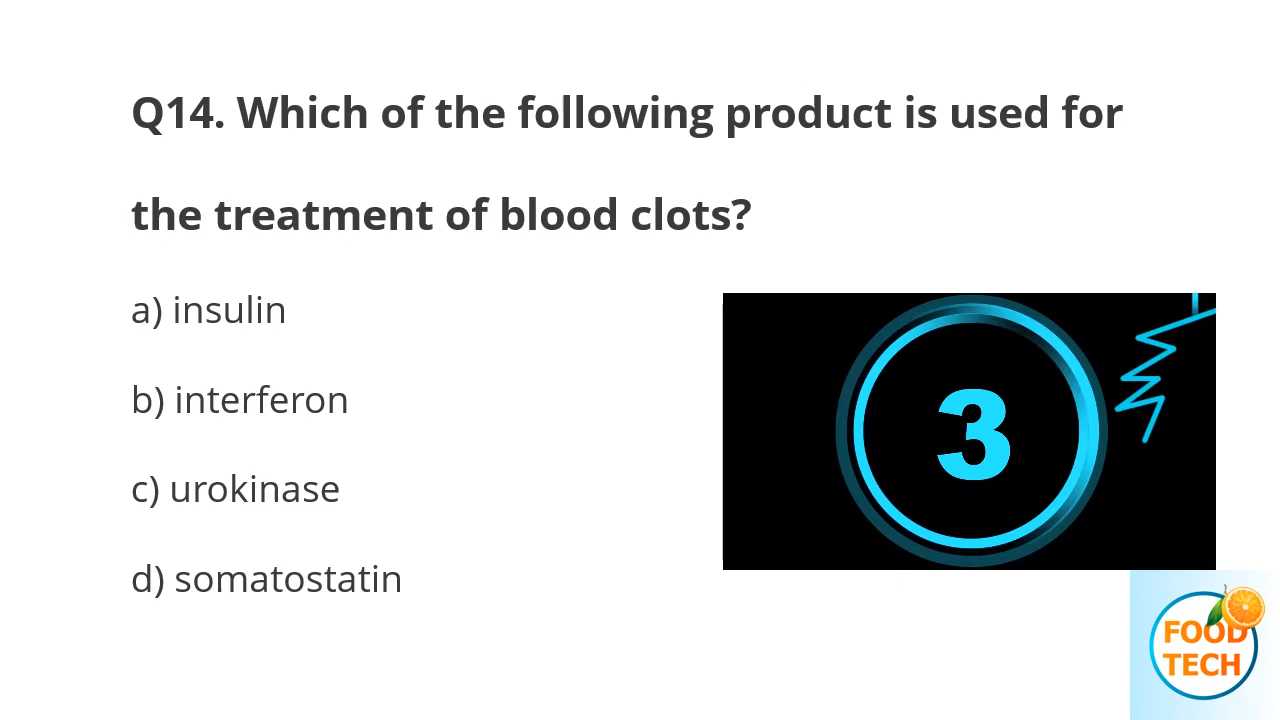 Q14. Which of the following product is used for
the treatment of blood clots?
a) insulin
b) interferon
c) urokinase
d) somatostatin
3
FOOD
TECH